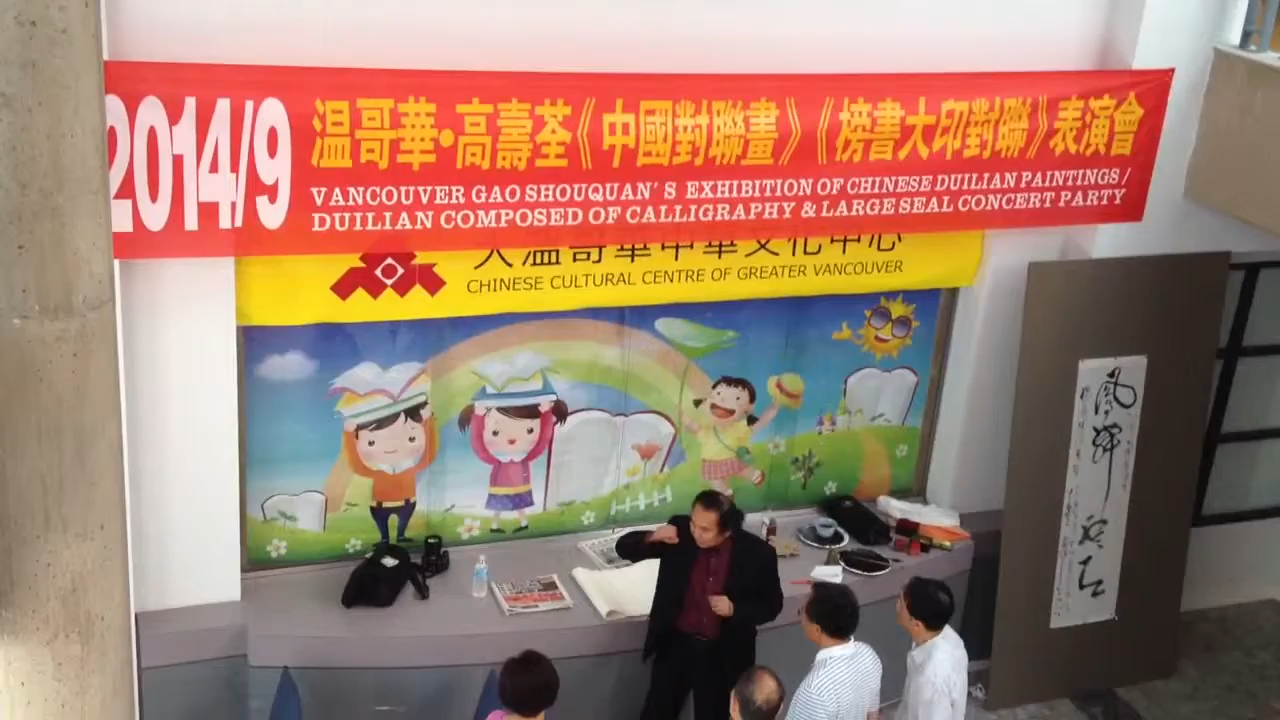 2014/9
温哥華•高壽荃《中國對聯畫》《榜書大印對聯》表演會
VANCOUVER GAO SHOUQUAN'S EXHIBITION OF CHINESE DUILIAN PAINTINGS /
DUILIAN COMPOSED OF CALLIGRAPHY & LARGE SEAL CONCERT PARTY
大溫哥華中華文化中心
CHINESE CULTURAL CENTRE OF GREATER VANCOUVER